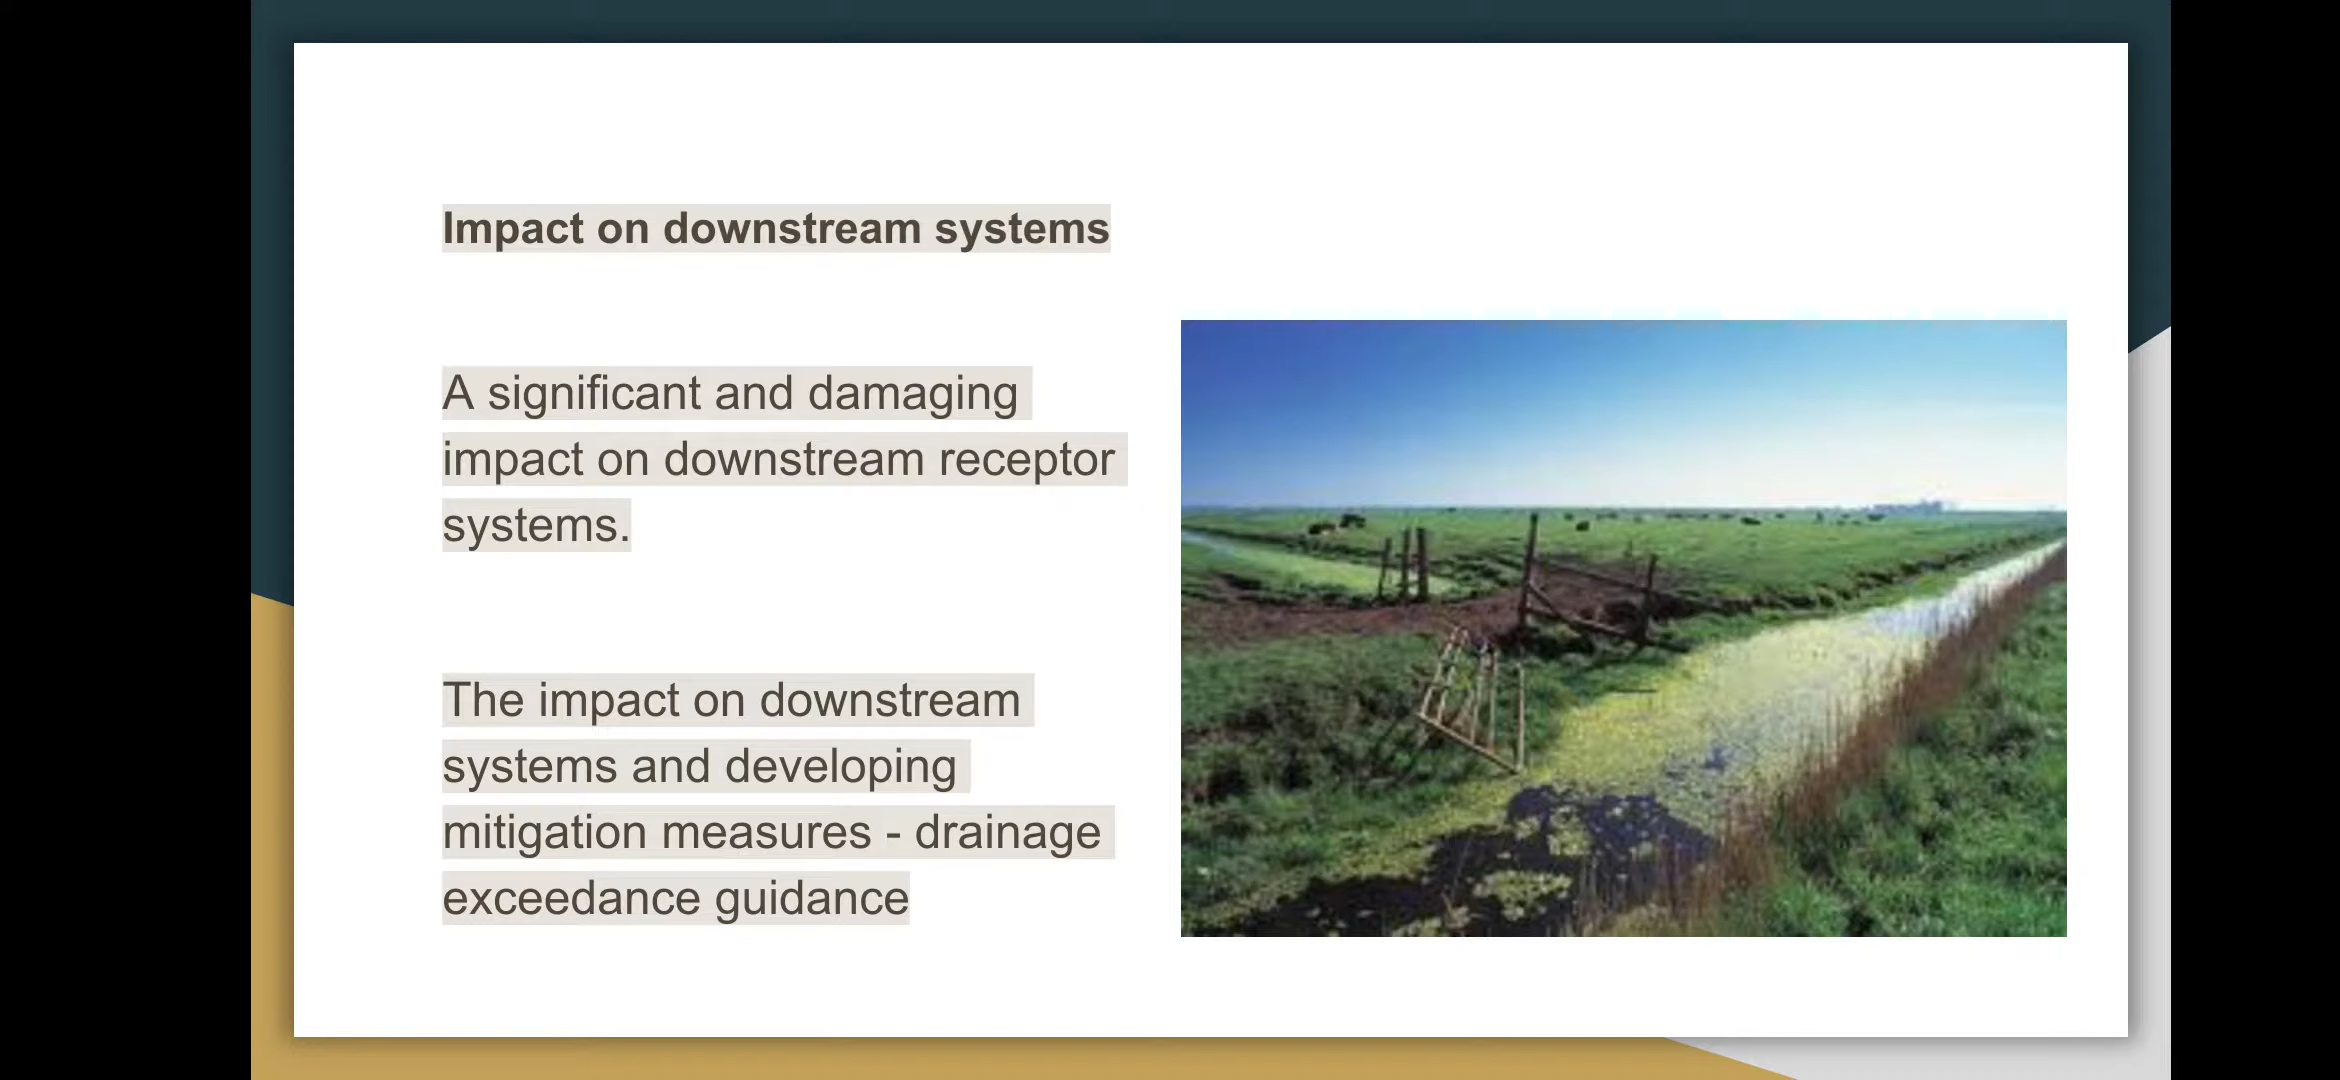 Impact on downstream systems
A significant and damaging
impact on downstream receptor
systems.
The impact on downstream
systems and developing
mitigation measures - drainage
exceedance guidance